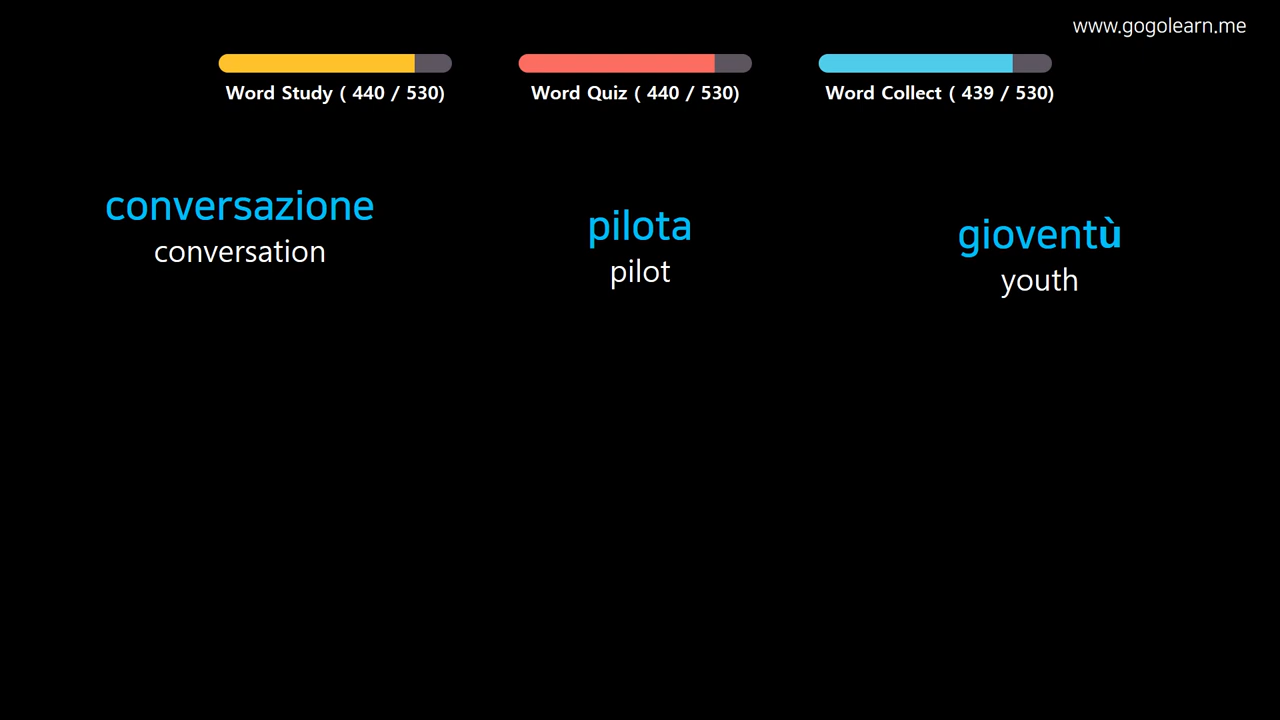 www.gogolearn.me
Word Study ( 440 / 530)
Word Quiz ( 440 / 530)
Word Collect ( 439 / 530)
conversazione
conversation
pilota
pilot
gioventù
youth